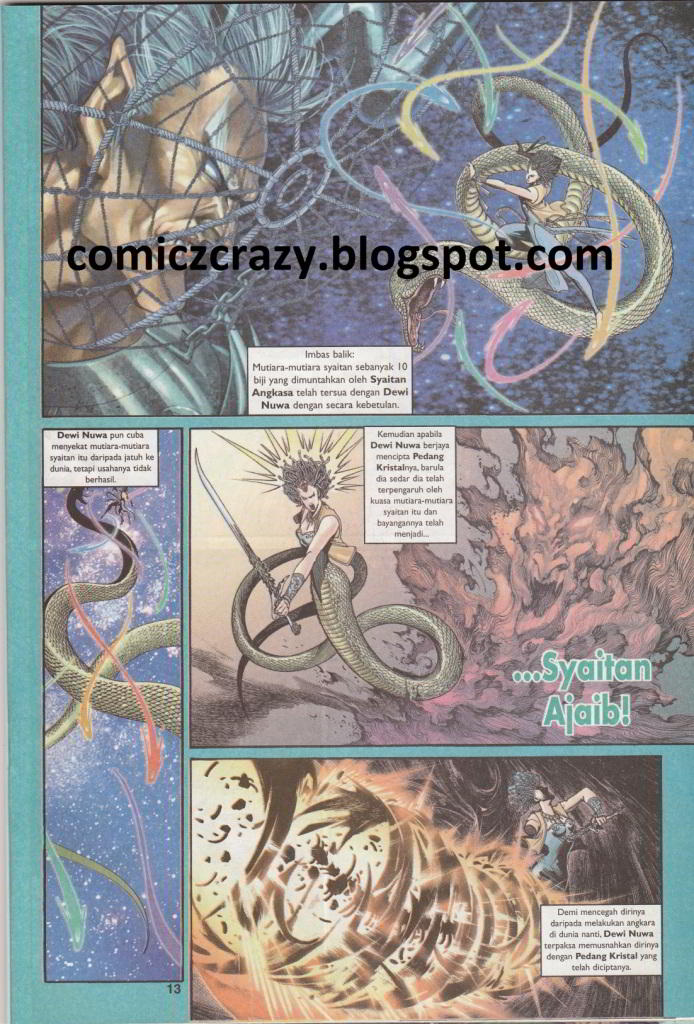 comiczcrazy.blogspot.com
Imbas balik:
Mutiara-mutiara syaitan sebanyak 10
biji yang dimuntahkan oleh Syaitan
Angkasa telah tersua dengan Dewi
Nuwa dengan secara kebetulan.
Dewi Nuwa pun cuba
menyekat mutiara-mutiara
syaitan itu daripada jatuh ke
dunia, tetapi usahanya tidak
berhasil.
Kemudian apabila
Dewi Nuwa berjaya
mencipta Pedang
Kristalnya, barula
dia sedar dia telah
terpengaruh oleh
kuasa mutiara-mutiara
syaitan itu dan
bayangannya telah
menjadi...
...Syaitan
Ajaib!
Demi mencegah dirinya
daripada melakukan angkara
di dunia nanti, Dewi Nuwa
terpaksa memusnahkan dirinya
dengan Pedang Kristal yang
telah diciptanya.
13